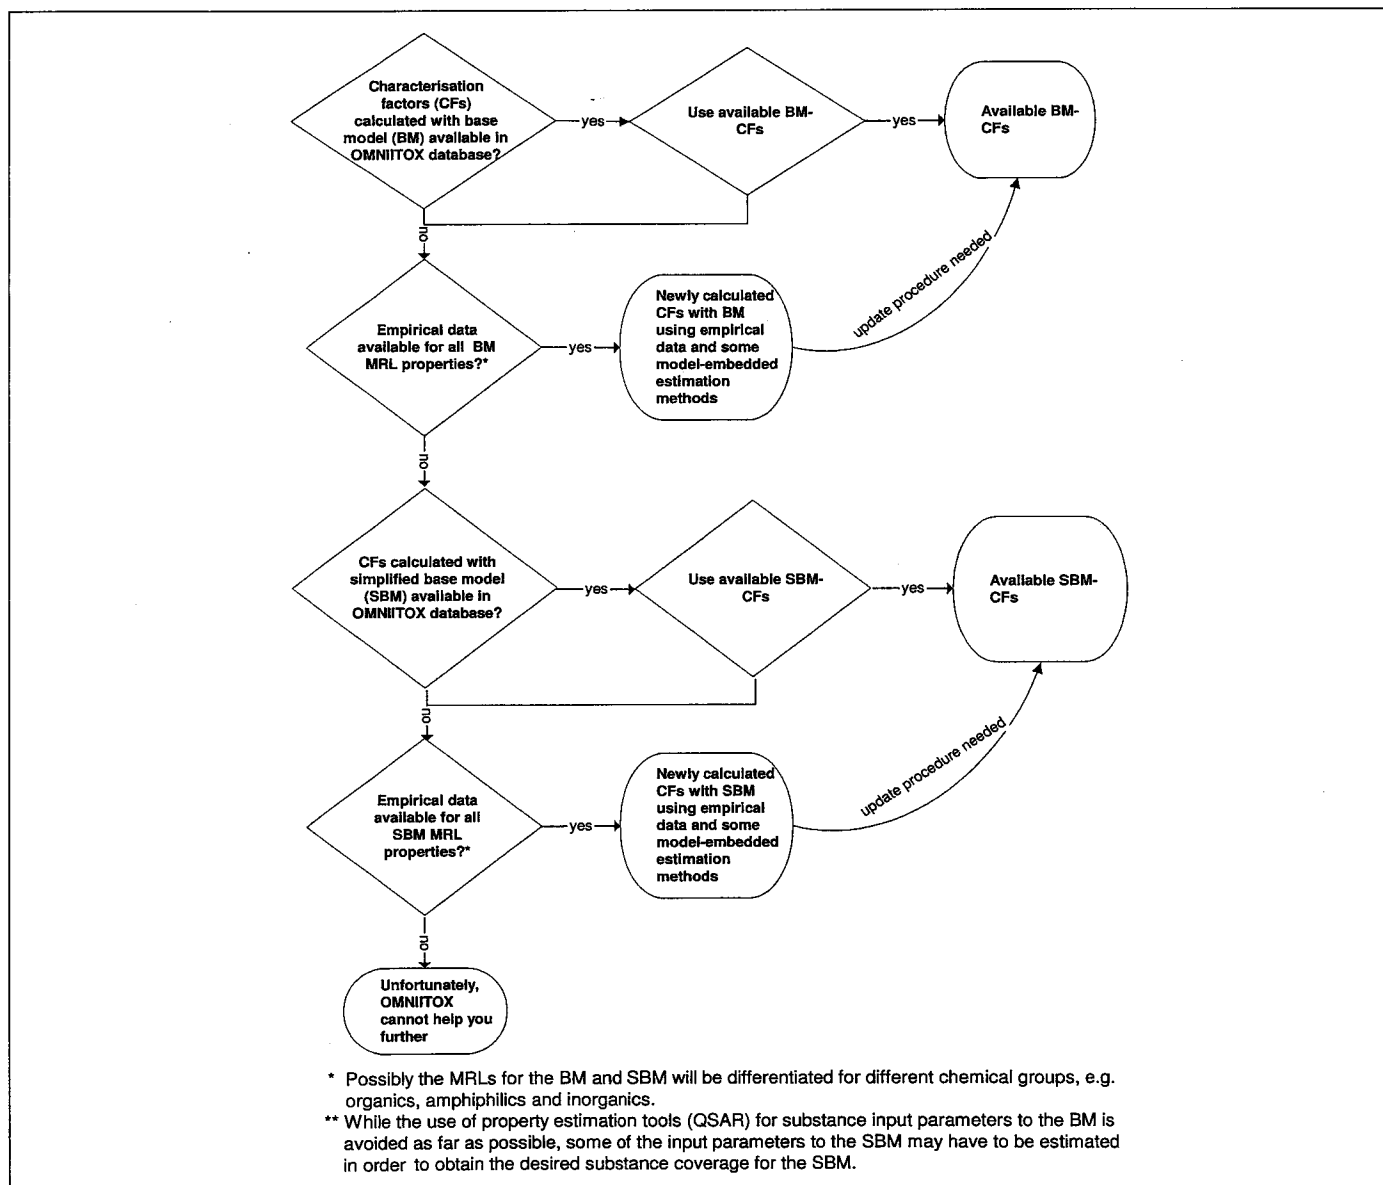 Characterisation
factors (CFs)
calculated with base
model (BM) available in
OMNIITOX database?
yes
Use available BM-
CFs
yes
Available BM-
CFs
no
update procedure needed
Empirical data
available for all BM
MRL properties?*
yes
Newly calculated
CFs with BM
using empirical
data and some
model-embedded
estimation
methods
no
CFs calculated with
simplified base model
(SBM) available in
OMNIITOX database?
yes
Use available SBM-
CFs
yes
Available SBM-
CFs
no
update procedure needed
Empirical data
available for all
SBM MRL
properties?*
yes
Newly calculated
CFs with SBM
using empirical
data and some
model-embedded
estimation
methods
no
Unfortunately,
OMNIITOX
cannot help you
further
* Possibly the MRLs for the BM and SBM will be differentiated for different chemical groups, e.g.
organics, amphiphilics and inorganics.
** While the use of property estimation tools (QSAR) for substance input parameters to the BM is
avoided as far as possible, some of the input parameters to the SBM may have to be estimated
in order to obtain the desired substance coverage for the SBM.